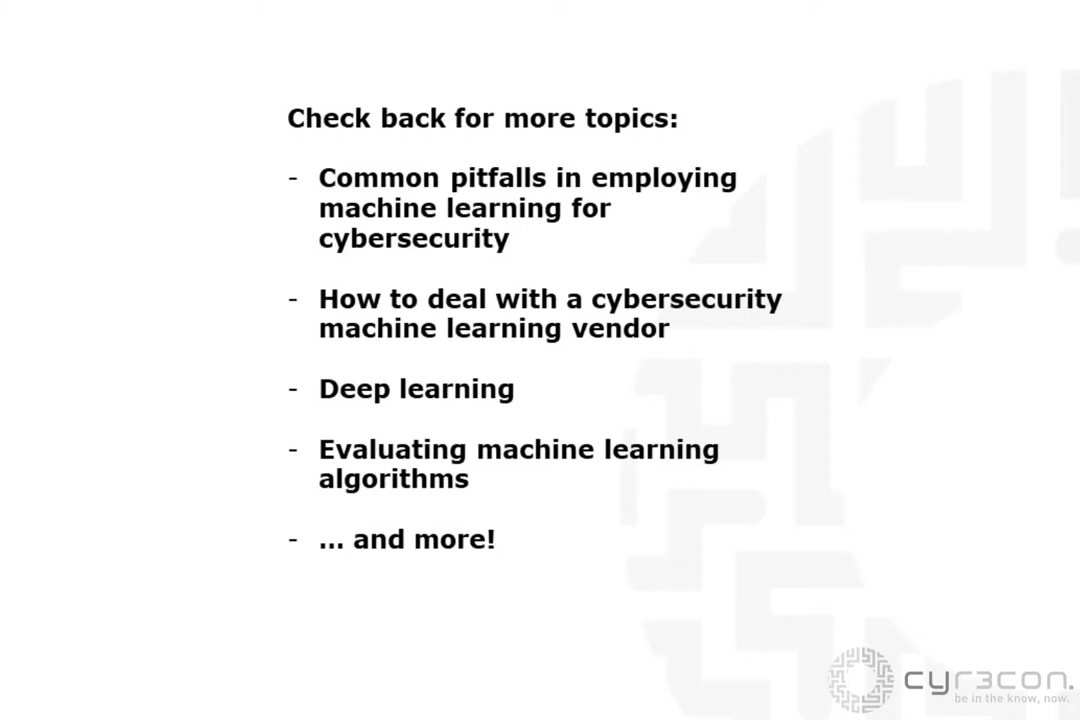 Check back for more topics:
- Common pitfalls in employing
machine learning for
cybersecurity
- How to deal with a cybersecurity
machine learning vendor
- Deep learning
- Evaluating machine learning
algorithms
- ... and more!
cyr3con.
be in the know, now.